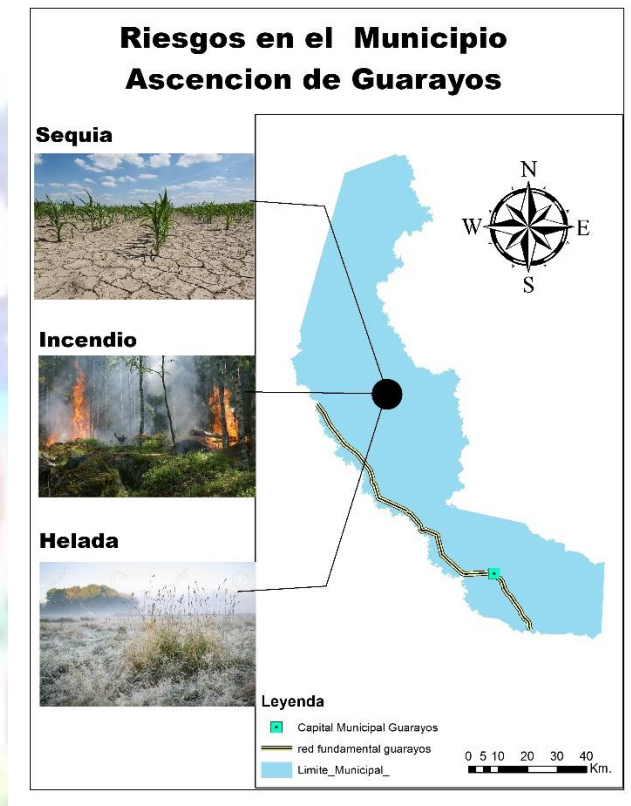 Riesgos en el Municipio
Ascencion de Guarayos
Sequia
Incendio
Helada
N
W E
S
Leyenda
Capital Municipal Guarayos
red fundamental guarayos
Limite_Municipal_
0 5 10 20 30 40
Km.